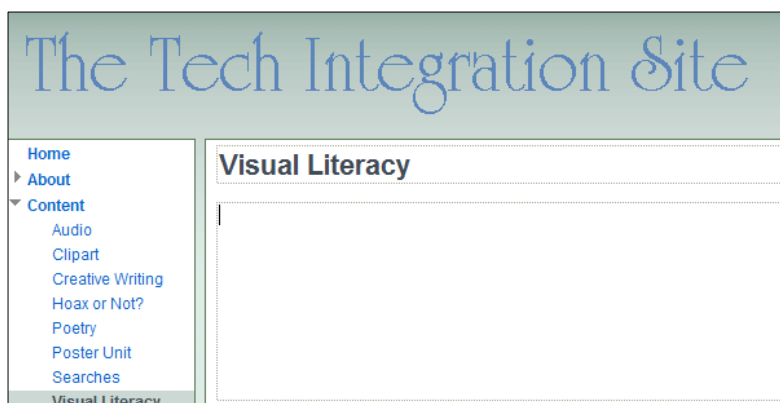 The Tech Integration Site
Home
About
Content
Audio
Clipart
Creative Writing
Hoax or Not?
Poetry
Poster Unit
Searches
Visual Literacy
Visual Literacy